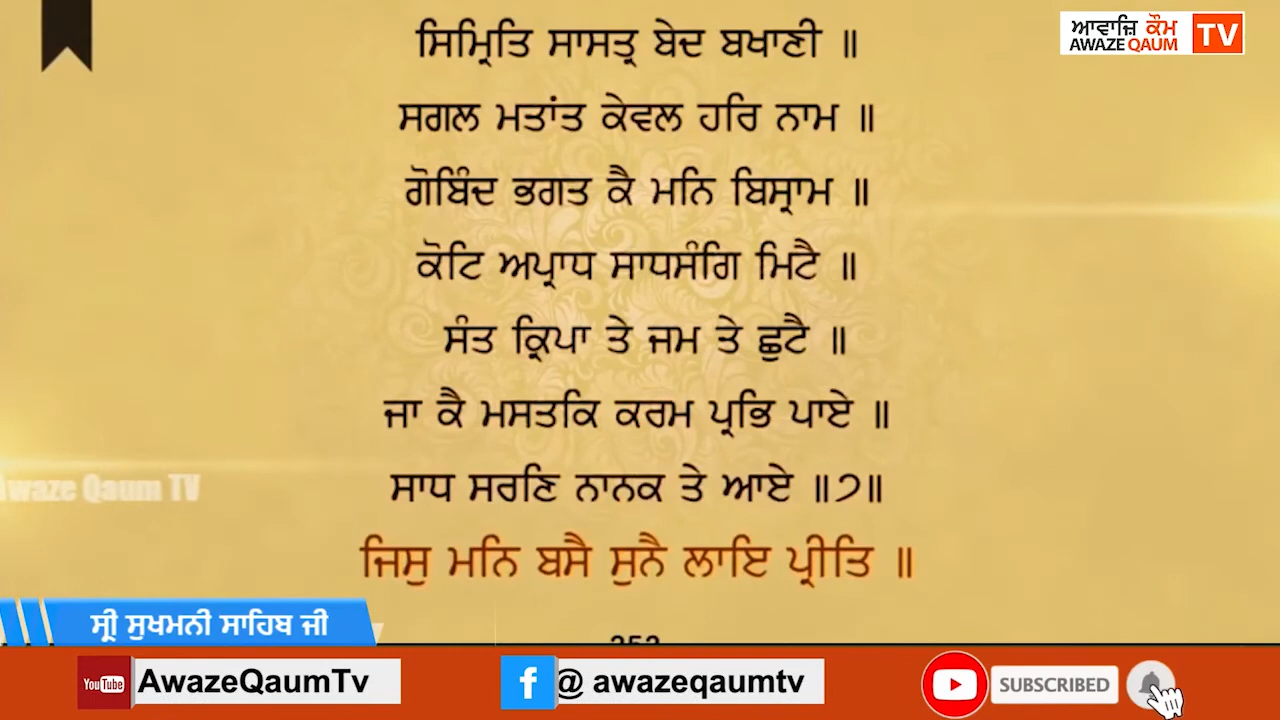 ਸਿਮ੍ਰਿਤਿ ਸਾਸਤ੍ਰ ਬੇਦ ਬਖਾਣੀ ॥
ਆਵਾਜ਼ਿ ਕੌਮ
AWAZE QAUM TV
ਸਗਲ ਮਤਾਂਤ ਕੇਵਲ ਹਰਿ ਨਾਮ ॥
ਗੋਬਿੰਦ ਭਗਤ ਕੈ ਮਨਿ ਬਿਸ੍ਰਾਮ ॥
ਕੋਟਿ ਅਪ੍ਰਾਧ ਸਾਧਸੰਗਿ ਮਿਟੈ ॥
ਸੰਤ ਕ੍ਰਿਪਾ ਤੇ ਜਮ ਤੇ ਛੁਟੈ ॥
ਜਾ ਕੈ ਮਸਤਕਿ ਕਰਮ ਪ੍ਰਭਿ ਪਾਏ ॥
ਸਾਧ ਸਰਣਿ ਨਾਨਕ ਤੇ ਆਏ ॥੭॥
Awaze Qaum TV
ਜਿਸੁ ਮਨਿ ਬਸੈ ਸੁਨੈ ਲਾਇ ਪ੍ਰੀਤਿ ॥
ਸ੍ਰੀ ਸੁਖਮਨੀ ਸਾਹਿਬ ਜੀ
YouTube AwazeQaumTv
f @ awazeqaumtv
SUBSCRIBED